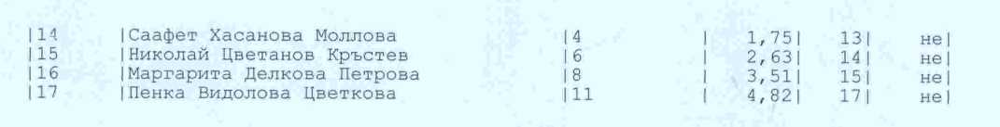 |14 |Саафет Хасанова Моллова |4 | 1,75| 13| не|
|15 |Николай Цветанов Кръстев |6 | 2,63| 14| не|
|16 |Маргарита Делкова Петрова |8 | 3,51| 15| не|
|17 |Пенка Видолова Цветкова |11 | 4,82| 17| не|